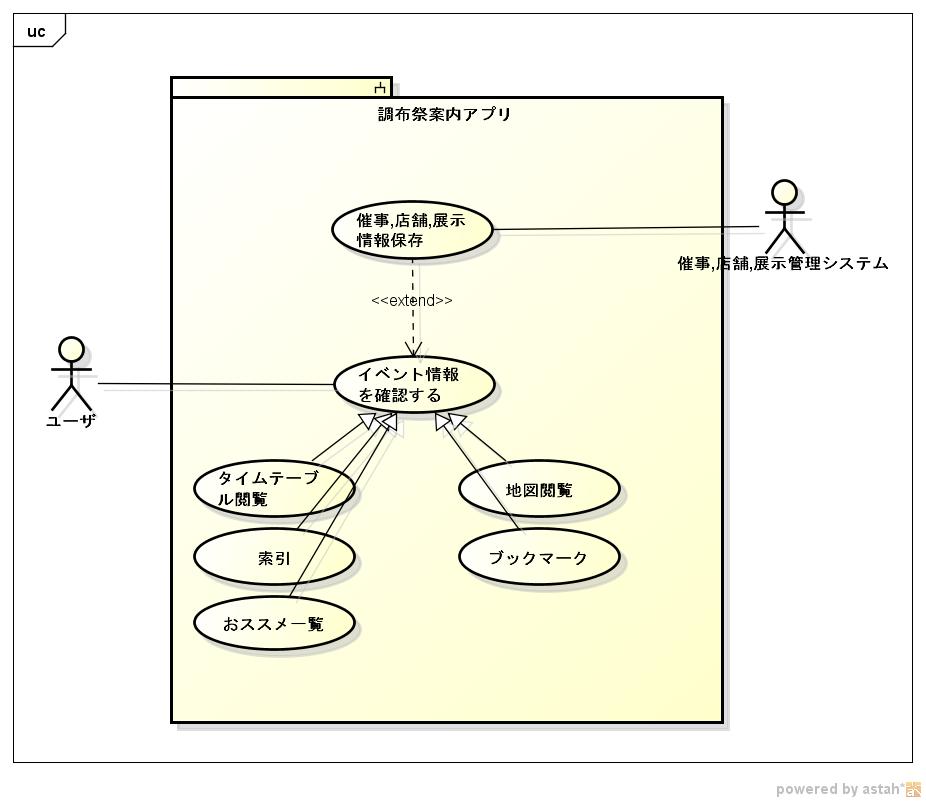 uc
調布祭案内アプリ
催事,店舗,展示
情報保存
催事,店舗,展示管理システム
<<extend>>
イベント情報
を確認する
ユーザ
タイムテーブ
ル閲覧
地図閲覧
索引
ブックマーク
おススメ一覧
powered by astah*